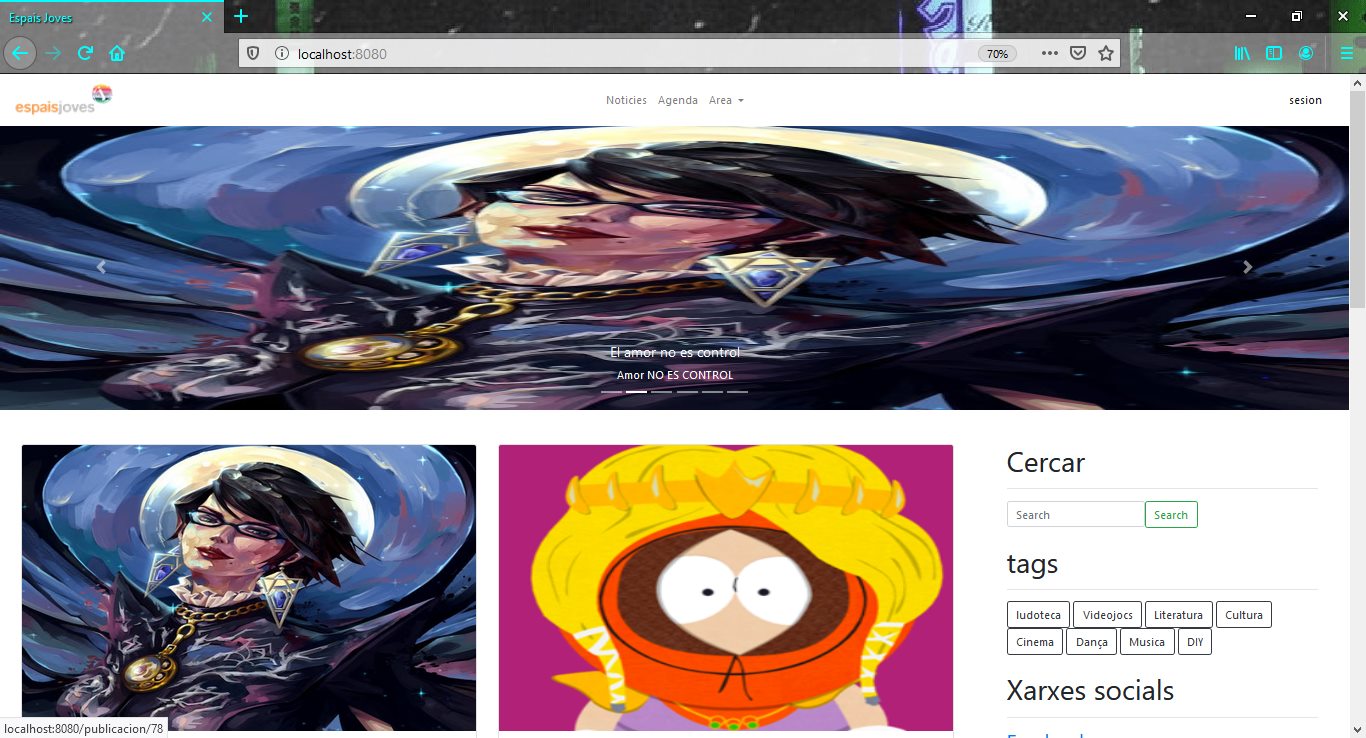 Espais Joves
localhost:8080
70%
espaisjoves
Noticies Agenda Area
sesion
El amor no es control
Amor NO ES CONTROL
Cercar
Search Search
tags
ludoteca Videojocs Literatura Cultura
Cinema Dança Musica DIY
Xarxes socials
localhost:8080/publicacion/78